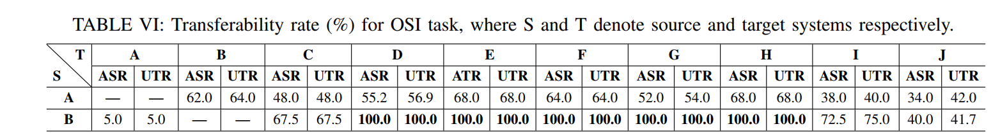 TABLE VI: Transferability rate (%) for OSI task, where S and T denote source and target systems respectively.
T A B C D E F G H I J
S ASR UTR ASR UTR ASR UTR ASR UTR ATR UTR ASR UTR ASR UTR ASR UTR ASR UTR ASR UTR
A — — 62.0 64.0 48.0 48.0 55.2 56.9 68.0 68.0 64.0 64.0 52.0 54.0 68.0 68.0 38.0 40.0 34.0 42.0
B 5.0 5.0 — — 67.5 67.5 100.0 100.0 100.0 100.0 100.0 100.0 100.0 100.0 100.0 100.0 72.5 75.0 40.0 41.7